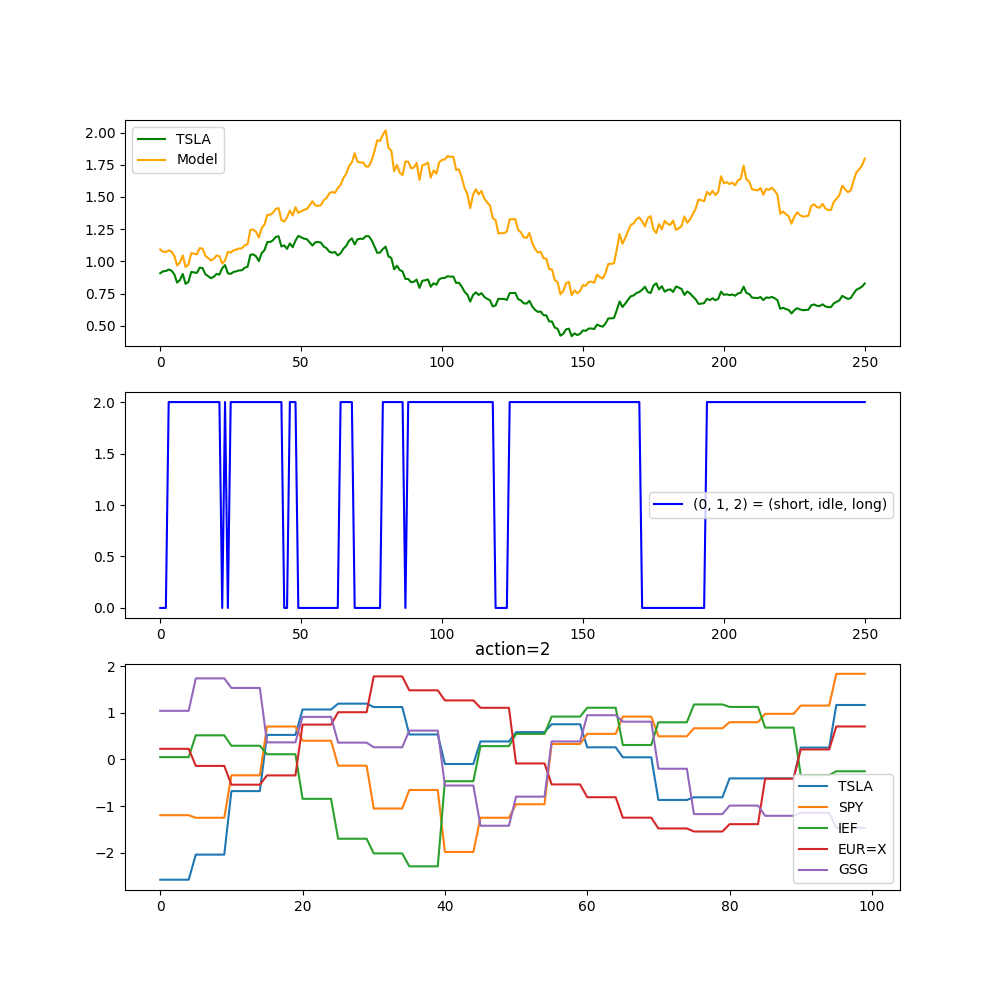 2.00
1.75
1.50
1.25
1.00
0.75
0.50
TSLA
Model
0 50 100 150 200 250
2.0
1.5
1.0
0.5
0.0
(0, 1, 2) = (short, idle, long)
0 50 100 150 200 250
action=2
2
1
0
−1
−2
TSLA
SPY
IEF
EUR=X
GSG
0 20 40 60 80 100